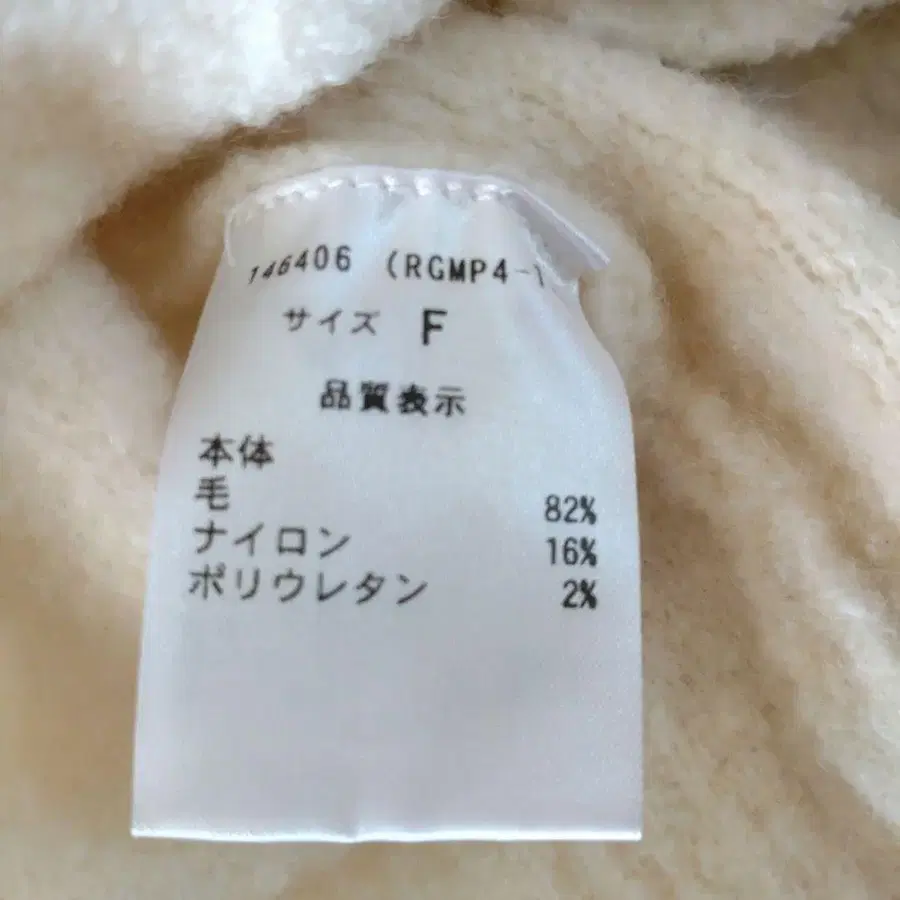 146406 (RGMP4-
サイズ F
品質表示
本体
毛 82%
ナイロン 16%
ポリウレタン 2%